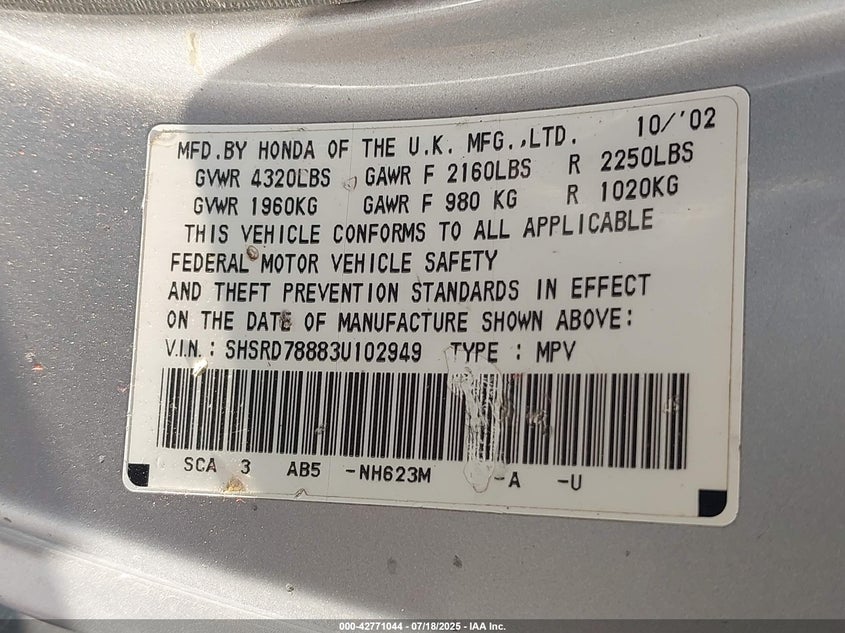 MFD.BY HONDA OF THE U.K. MFG.,LTD. 10/'02
GVWR 4320LBS GAWR F 2160LBS R 2250LBS
GVWR 1960KG GAWR F 980 KG R 1020KG
THIS VEHICLE CONFORMS TO ALL APPLICABLE
FEDERAL MOTOR VEHICLE SAFETY
AND THEFT PREVENTION STANDARDS IN EFFECT
ON THE DATE OF MANUFACTURE SHOWN ABOVE:
V.I.N. : SHSRD78883U102949 TYPE : MPV
SCA 3 AB5 -NH623M -A -U
000-42771044 - 07/18/2025 - IAA Inc.